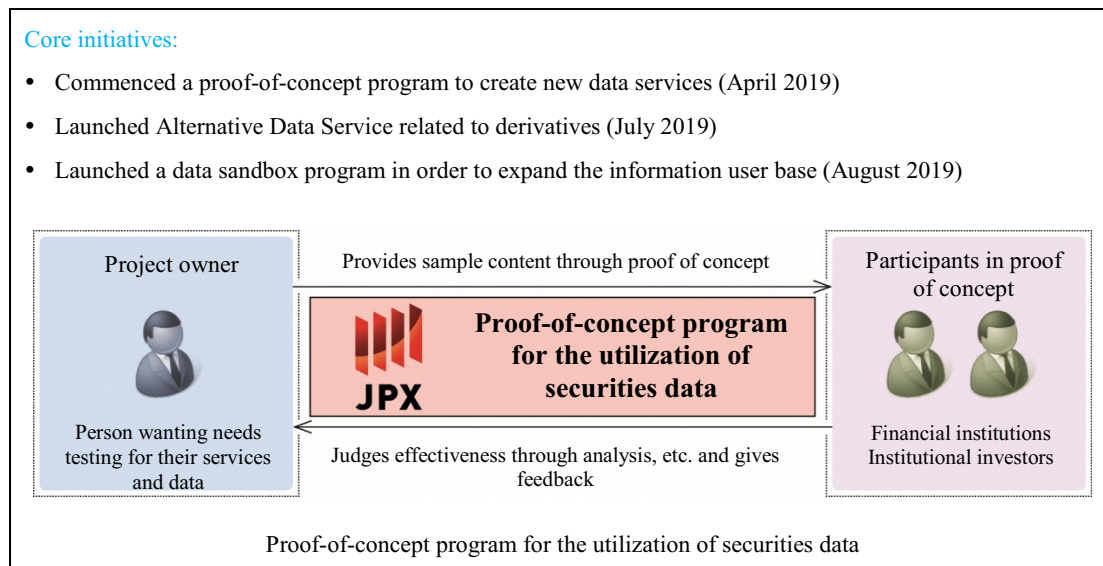 Core initiatives:
• Commenced a proof-of-concept program to create new data services (April 2019)
• Launched Alternative Data Service related to derivatives (July 2019)
• Launched a data sandbox program in order to expand the information user base (August 2019)
Project owner
Person wanting needs
testing for their services
and data
Provides sample content through proof of concept
JPX
Proof-of-concept program
for the utilization of
securities data
Judges effectiveness through analysis, etc. and gives
feedback
Participants in proof
of concept
Financial institutions
Institutional investors
Proof-of-concept program for the utilization of securities data